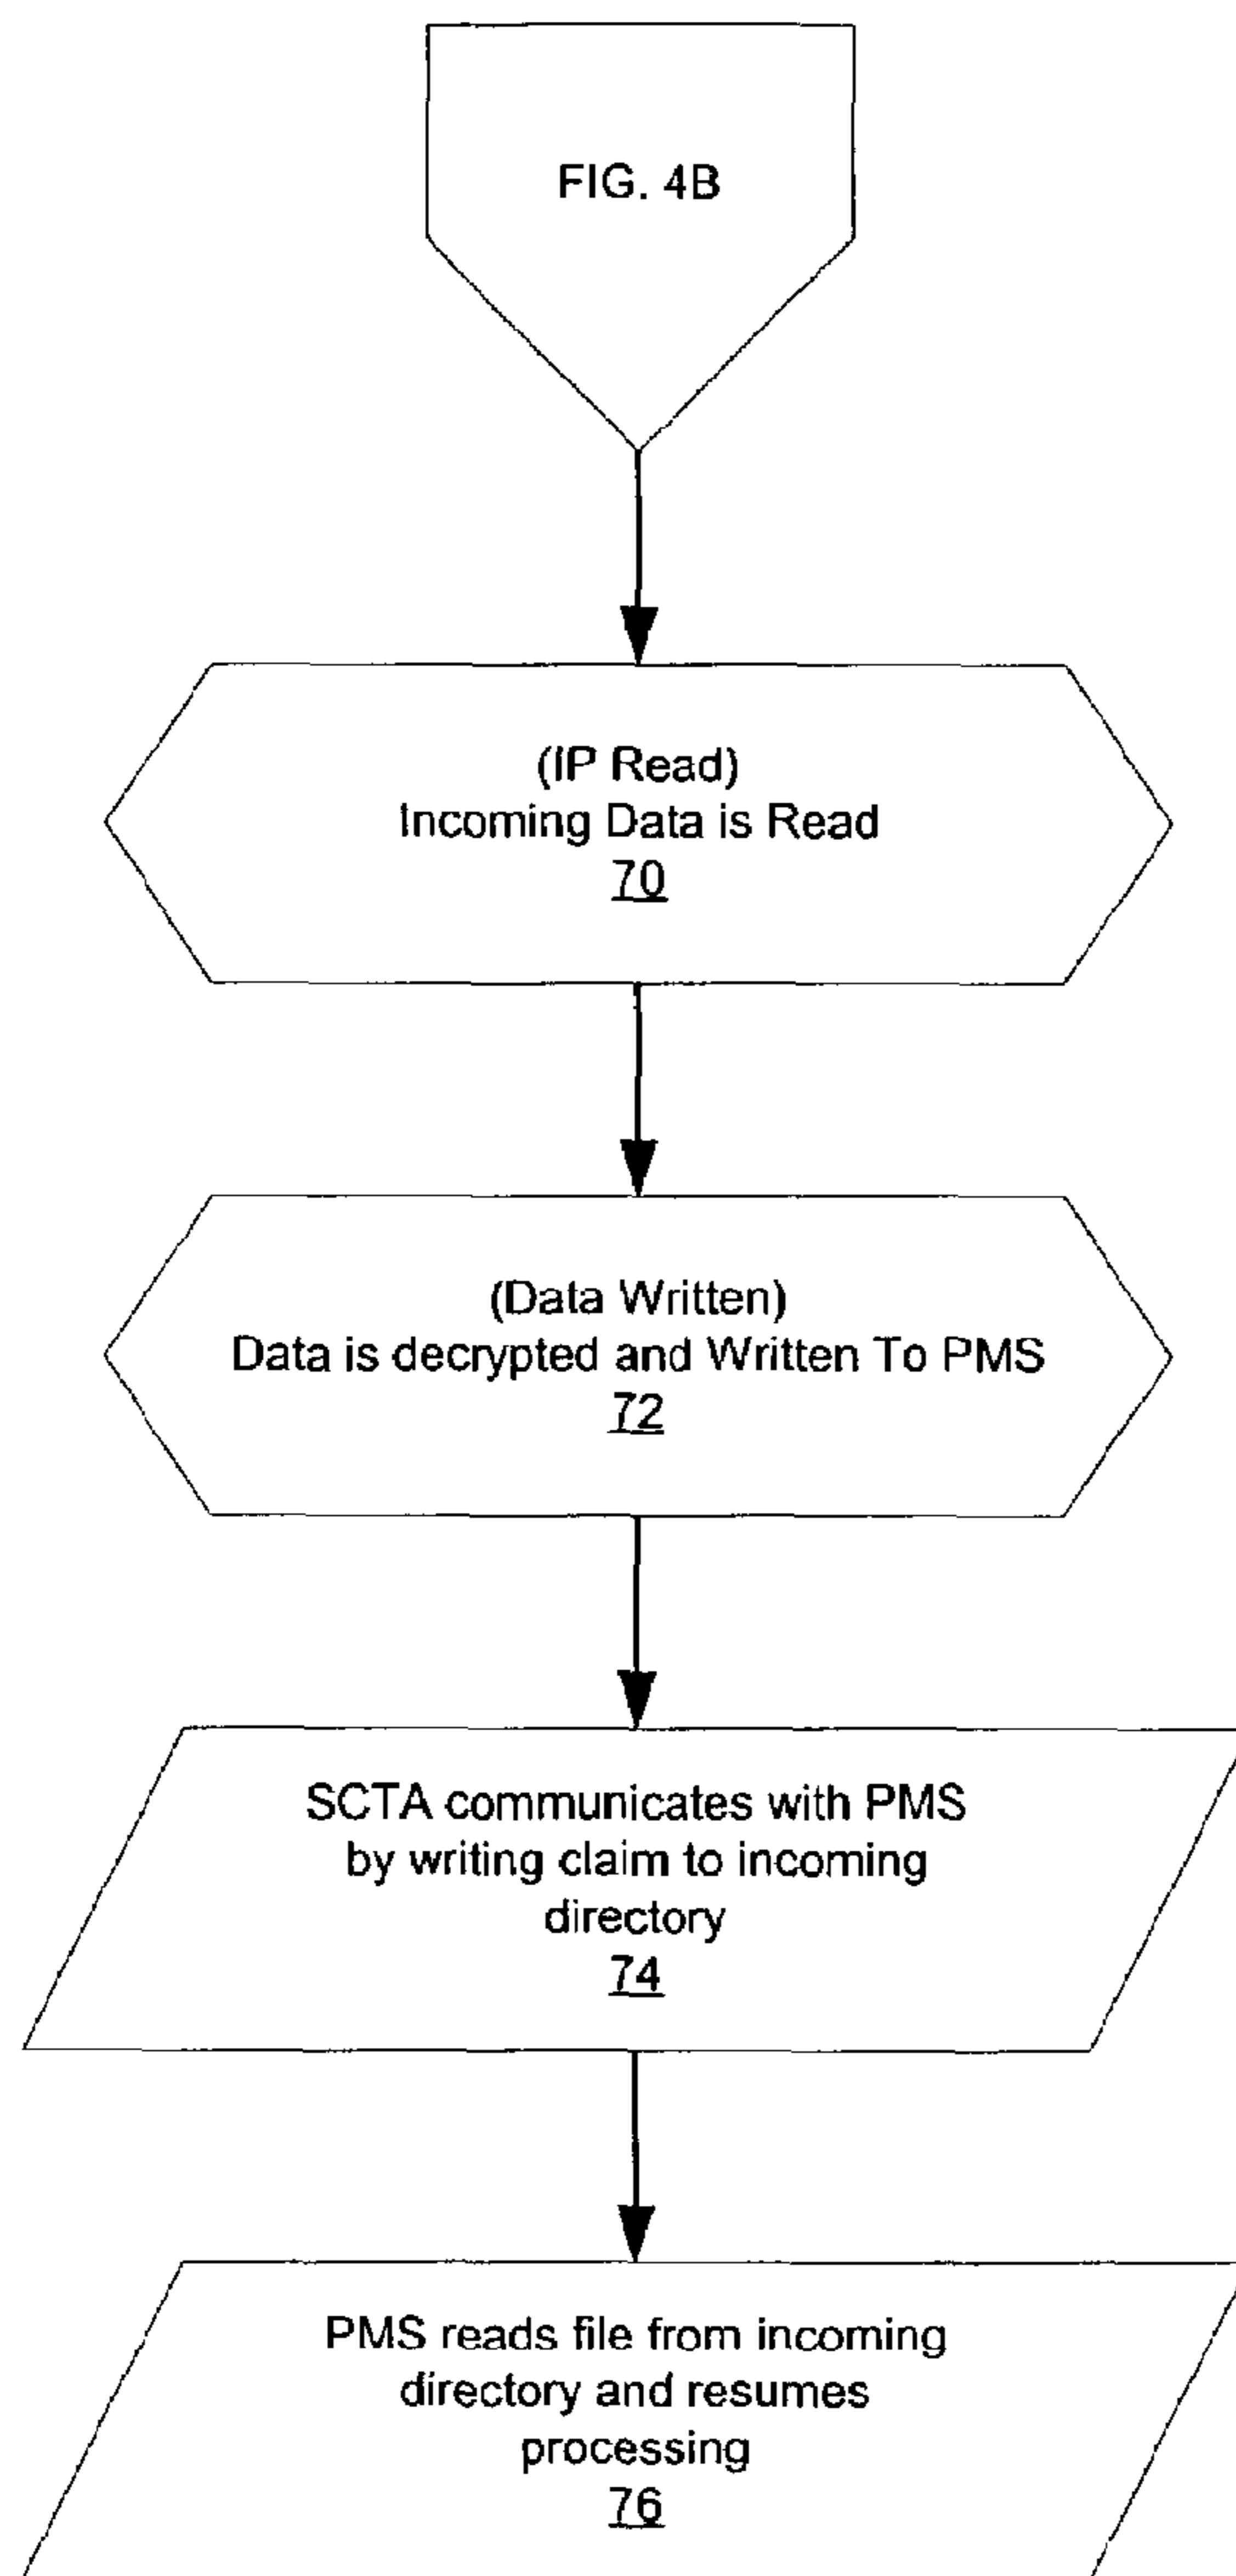 FIG. 4B
(IP Read)
Incoming Data is Read
70
(Data Written)
Data is decrypted and Written To PMS
72
SCTA communicates with PMS
by writing claim to incoming
directory
74
PMS reads file from incoming
directory and resumes
processing
76